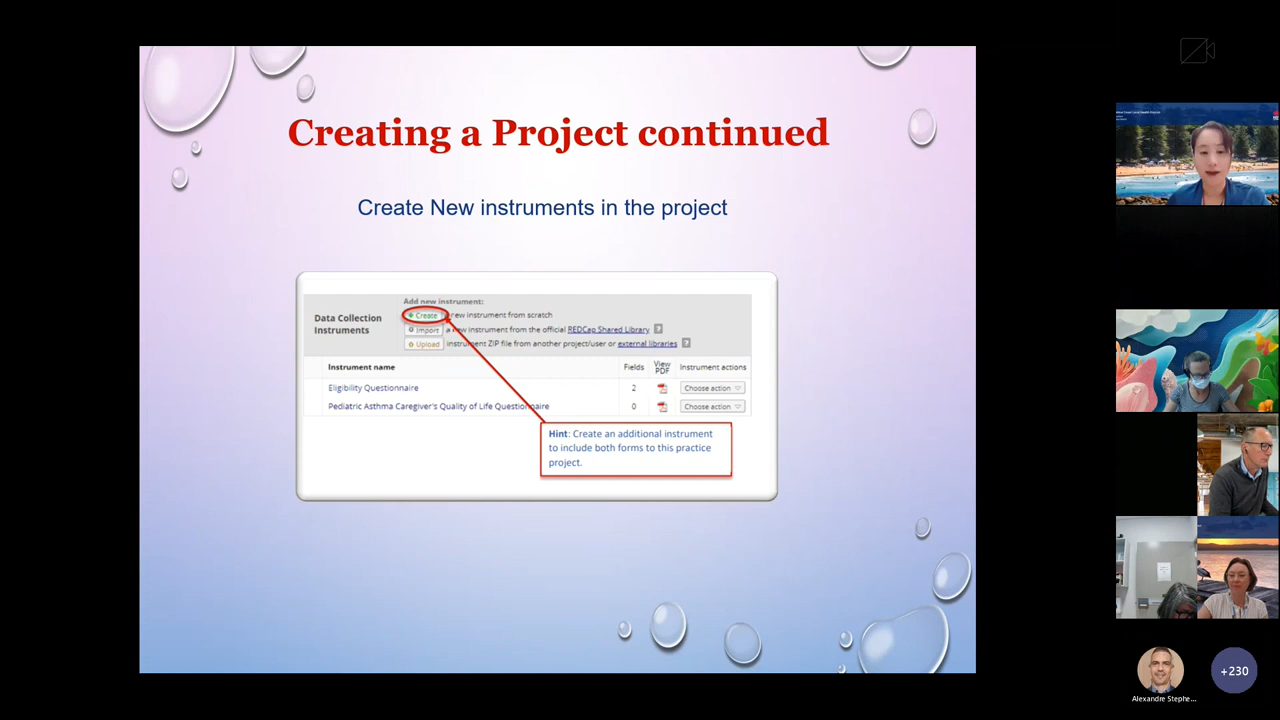 Creating a Project continued
Create New instruments in the project
Data Collection
Instruments
Add new instrument:
Create new instrument from scratch
Import a new instrument from the official REDCap Shared Library ?
Upload instrument ZIP file from another project/user or external libraries ?
Instrument name Fields View PDF Instrument actions
Eligibility Questionnaire 2 Choose action
Pediatric Asthma Caregiver's Quality of Life Questionnaire 0 Choose action
Hint: Create an additional instrument
to include both forms to this practice
project.
Alexandre Stephe...
+230